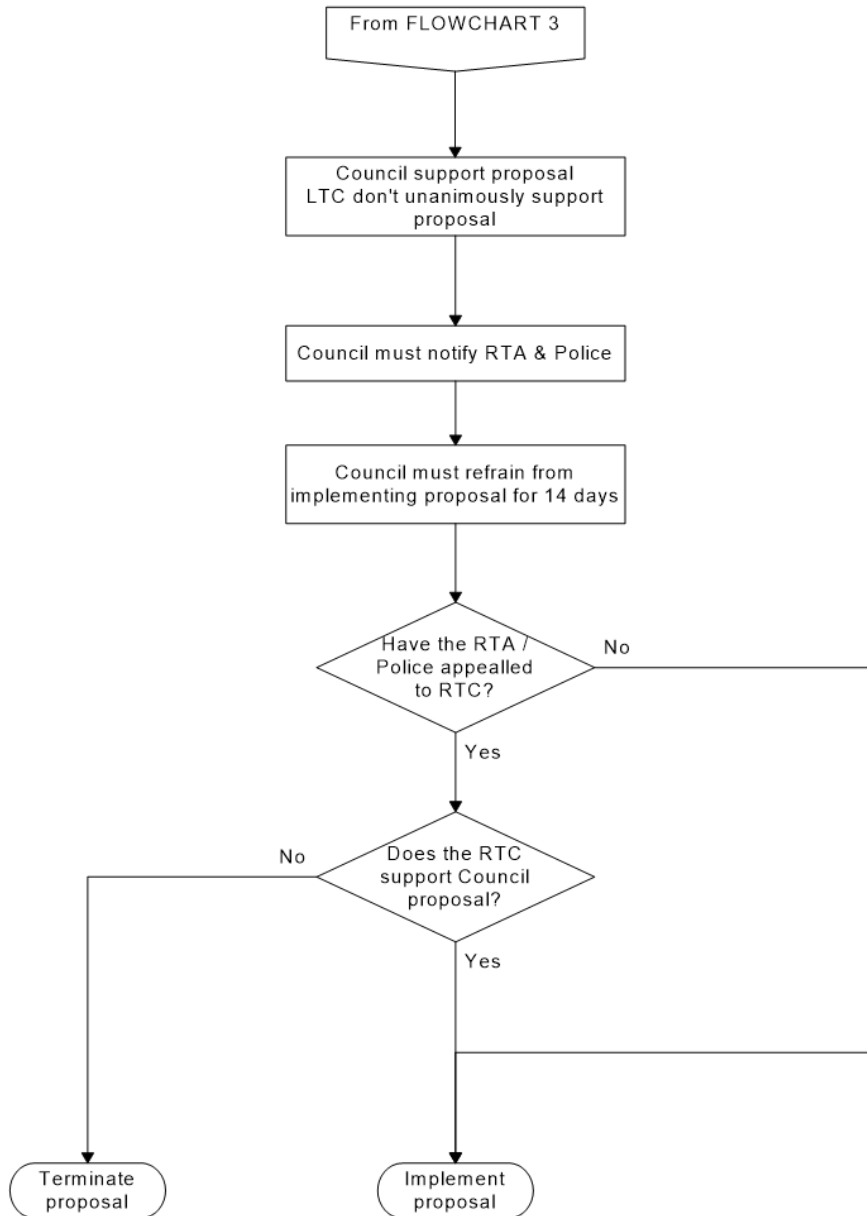 From FLOWCHART 3
Council support proposal
LTC don't unanimously support
proposal
Council must notify RTA & Police
Council must refrain from
implementing proposal for 14 days
Have the RTA /
Police appealled
to RTC?
No
Yes
Does the RTC
support Council
proposal?
No
Yes
Terminate
proposal
Implement
proposal